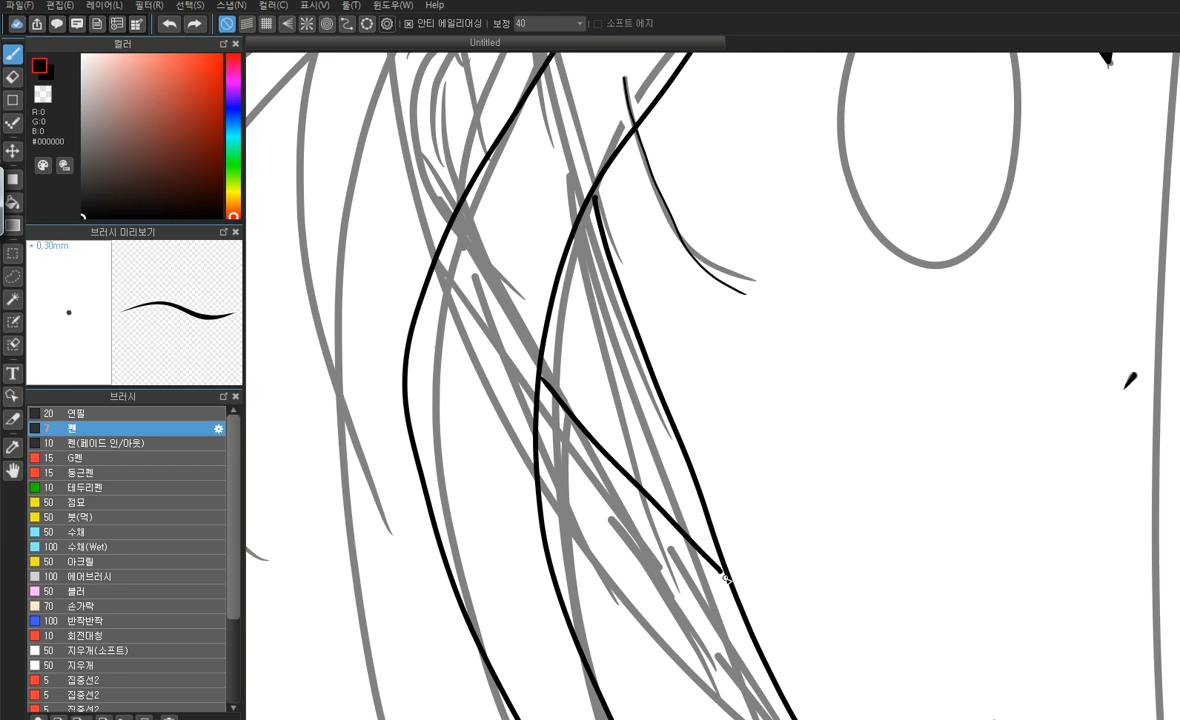 파일(F) 편집(E) 레이어(L) 필터(R) 선택(S) 스냅(N) 컬러(C) 표시(V) 툴(T) 윈도우(W) Help
안티 에일리어싱 보정 40 소프트 에지
컬러
Untitled
R:0
G:0
B:0
#000000
브러시 미리보기
* 0.30mm
브러시
20 연필
7 펜
10 펜(페이드 인/아웃)
15 G펜
15 둥근펜
10 테두리펜
50 점묘
50 붓(먹)
50 수채
100 수채(Wet)
50 아크릴
100 에어브러시
50 블러
70 손가락
100 반짝반짝
10 회전대칭
50 지우개(소프트)
50 지우개
5 집중선2
5 집중선2
5 집중선2